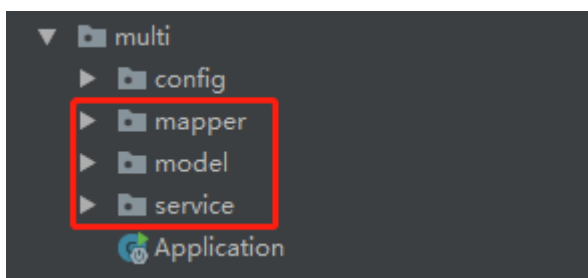 multi
config
mapper
model
service
Application